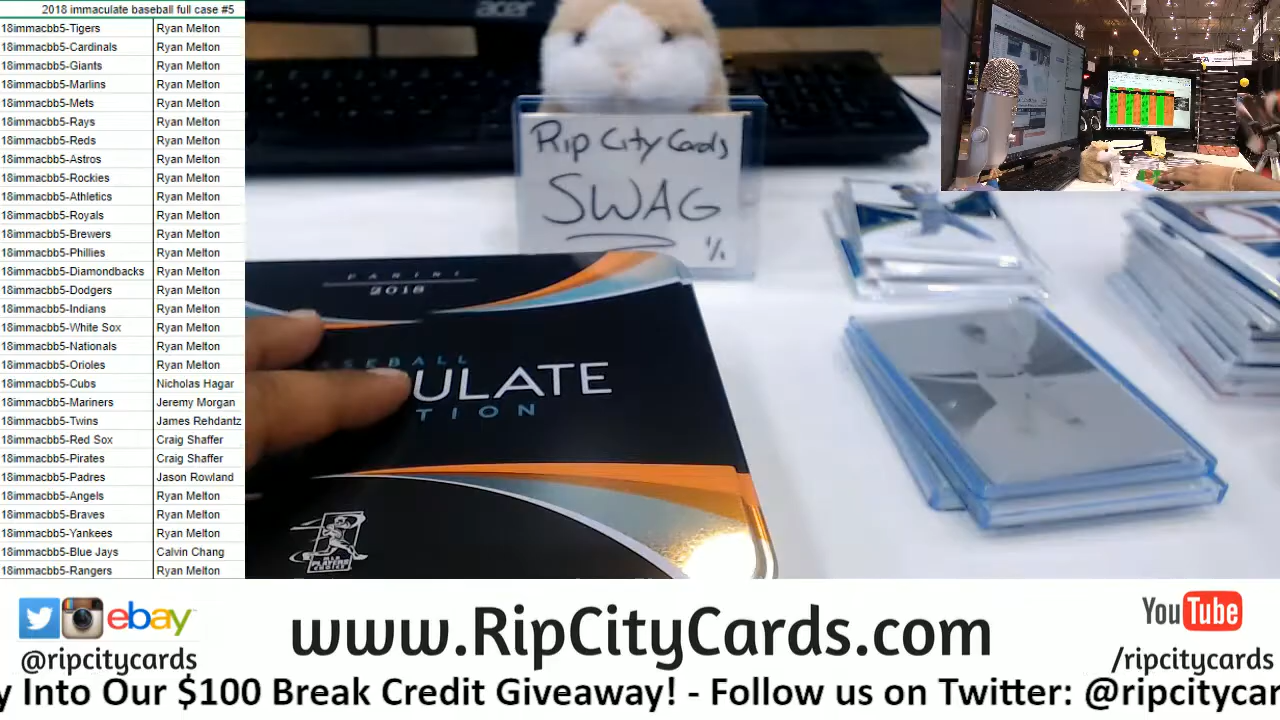 2018 immaculate baseball full case #5
18immacbb5-Tigers Ryan Melton
18immacbb5-Cardinals Ryan Melton
18immacbb5-Giants Ryan Melton
18immacbb5-Marlins Ryan Melton
18immacbb5-Mets Ryan Melton
18immacbb5-Rays Ryan Melton
18immacbb5-Reds Ryan Melton
18immacbb5-Astros Ryan Melton
18immacbb5-Rockies Ryan Melton
18immacbb5-Athletics Ryan Melton
18immacbb5-Royals Ryan Melton
18immacbb5-Brewers Ryan Melton
18immacbb5-Phillies Ryan Melton
18immacbb5-Diamondbacks Ryan Melton
18immacbb5-Dodgers Ryan Melton
18immacbb5-Indians Ryan Melton
18immacbb5-White Sox Ryan Melton
18immacbb5-Nationals Ryan Melton
18immacbb5-Orioles Ryan Melton
18immacbb5-Cubs Nicholas Hagar
18immacbb5-Mariners Jeremy Morgan
18immacbb5-Twins James Rehdantz
18immacbb5-Red Sox Craig Shaffer
18immacbb5-Pirates Craig Shaffer
18immacbb5-Padres Jason Rowland
18immacbb5-Angels Ryan Melton
18immacbb5-Braves Ryan Melton
18immacbb5-Yankees Ryan Melton
18immacbb5-Blue Jays Calvin Chang
18immacbb5-Rangers Ryan Melton
acer
Rip City Cards
SWAG
1/1
PANINI
2018
SEBALL
ULATE
TION
MLB
PLAYERS
CHOICE
ebay
@ripcitycards
www.RipCityCards.com
YouTube
/ripcitycards
y Into Our $100 Break Credit Giveaway! - Follow us on Twitter: @ripcitycar